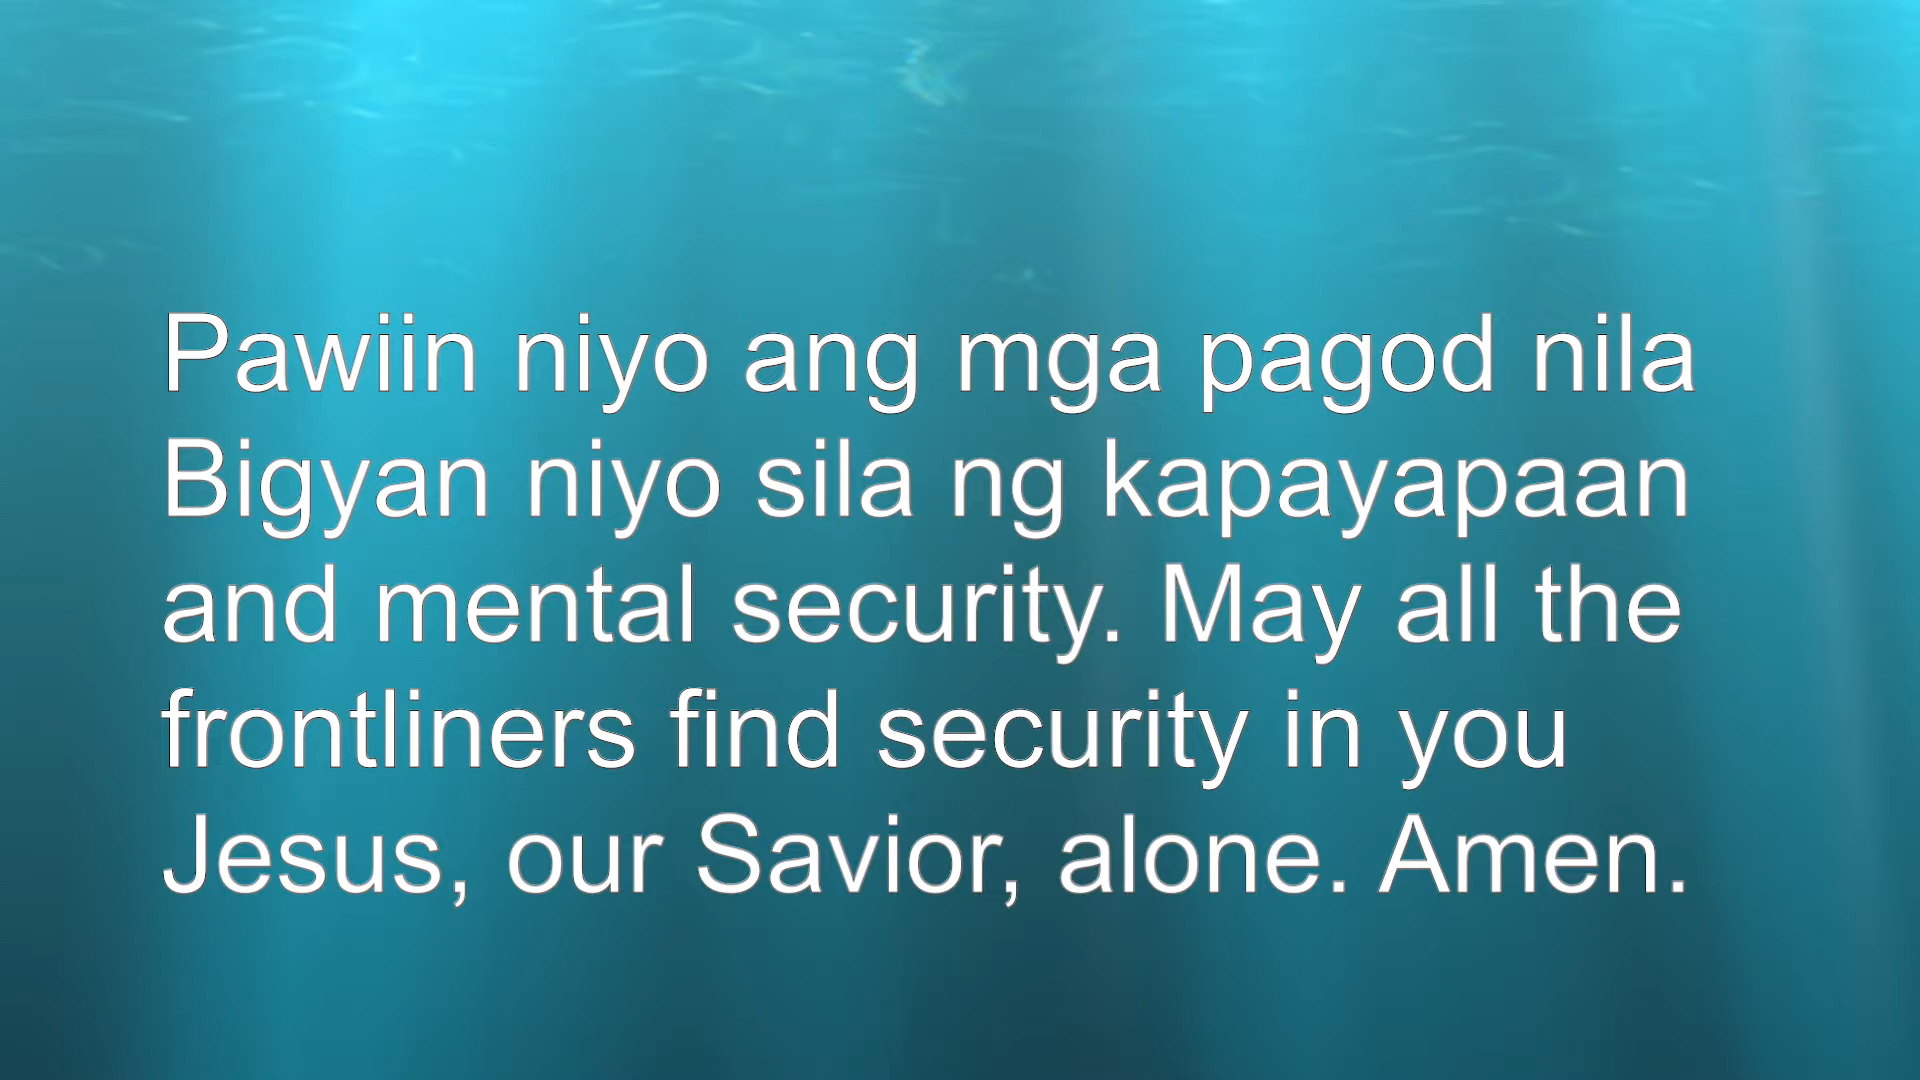 Pawiin niyo ang mga pagod nila
Bigyan niyo sila ng kapayapaan
and mental security. May all the
frontliners find security in you
Jesus, our Savior, alone. Amen.